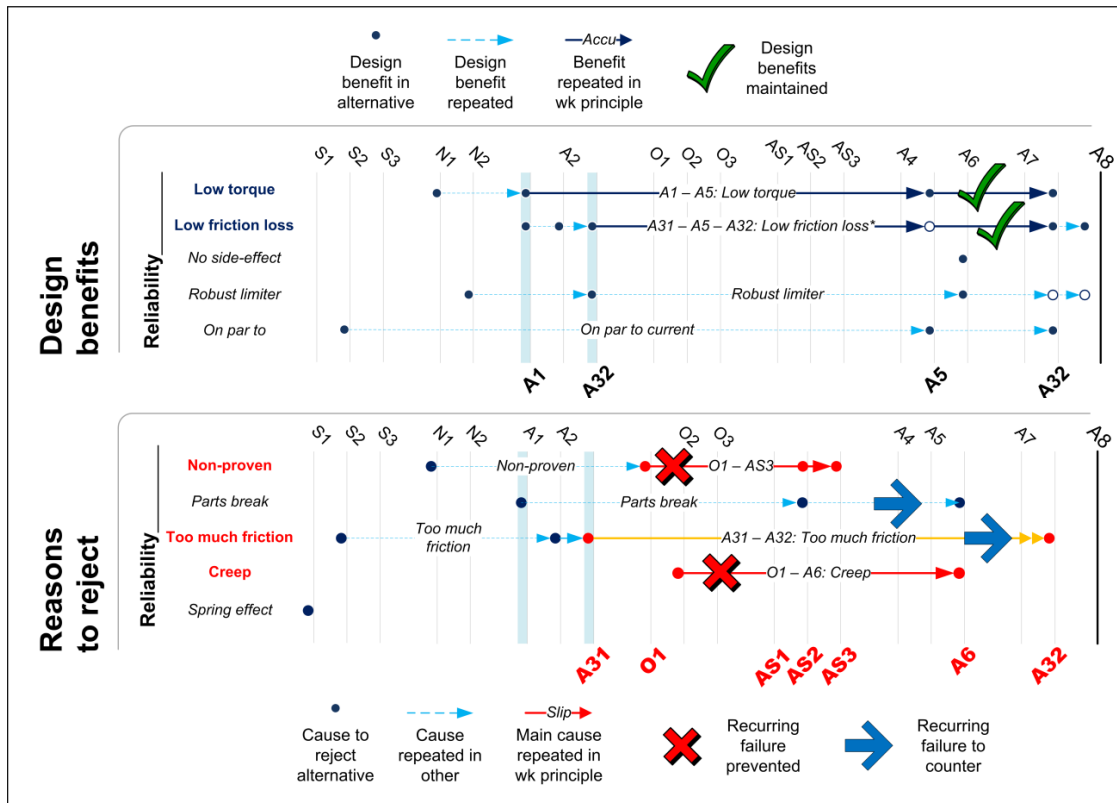 Accu
Design
benefit in
alternative
Design
benefit
repeated
Benefit
repeated in
wk principle
Design
benefits
maintained
S1
S2
S3
N1
N2
A2
O1
O2
O3
AS1
AS2
AS3
A4
A6
A7
A8
Design
benefits
Reliability
Low torque
A1 – A5: Low torque
Low friction loss
A31 – A5 – A32: Low friction loss*
No side-effect
Robust limiter
Robust limiter
On par to
On par to current
A1
A32
A5
A32
S1
S2
S3
N1
N2
A1
A2
O2
O3
A4
A5
A7
A8
Reasons
to reject
Reliability
Non-proven
Non-proven
O1 – AS3
Parts break
Parts break
Too much friction
Too much
friction
A31 – A32: Too much friction
Creep
O1 – A6: Creep
Spring effect
A31
O1
AS1
AS2
AS3
A6
A32
Slip
Cause to
reject
alternative
Cause
repeated in
other
Main cause
repeated in
wk principle
Recurring
failure
prevented
Recurring
failure to
counter